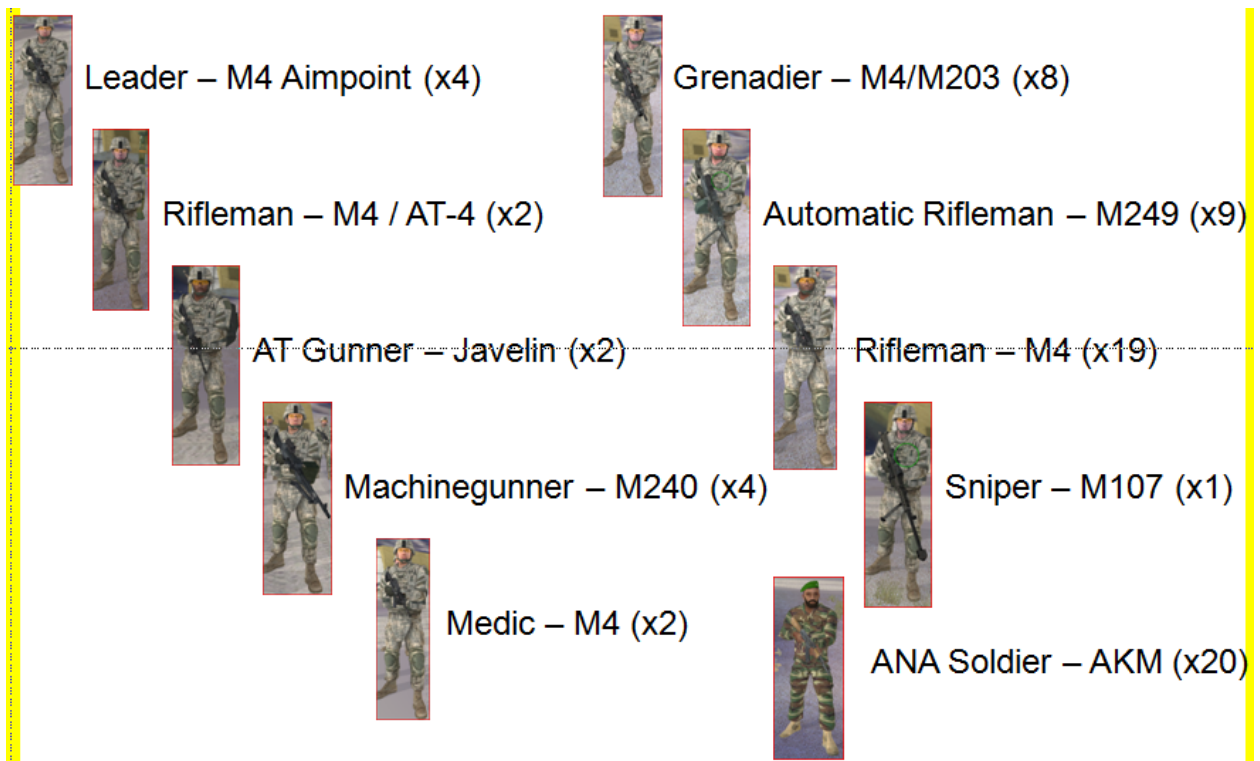 Leader – M4 Aimpoint (x4)
Grenadier – M4/M203 (x8)
Rifleman – M4 / AT-4 (x2)
Automatic Rifleman – M249 (x9)
AT Gunner – Javelin (x2)
Rifleman – M4 (x19)
Machinegunner – M240 (x4)
Sniper – M107 (x1)
Medic – M4 (x2)
ANA Soldier – AKM (x20)